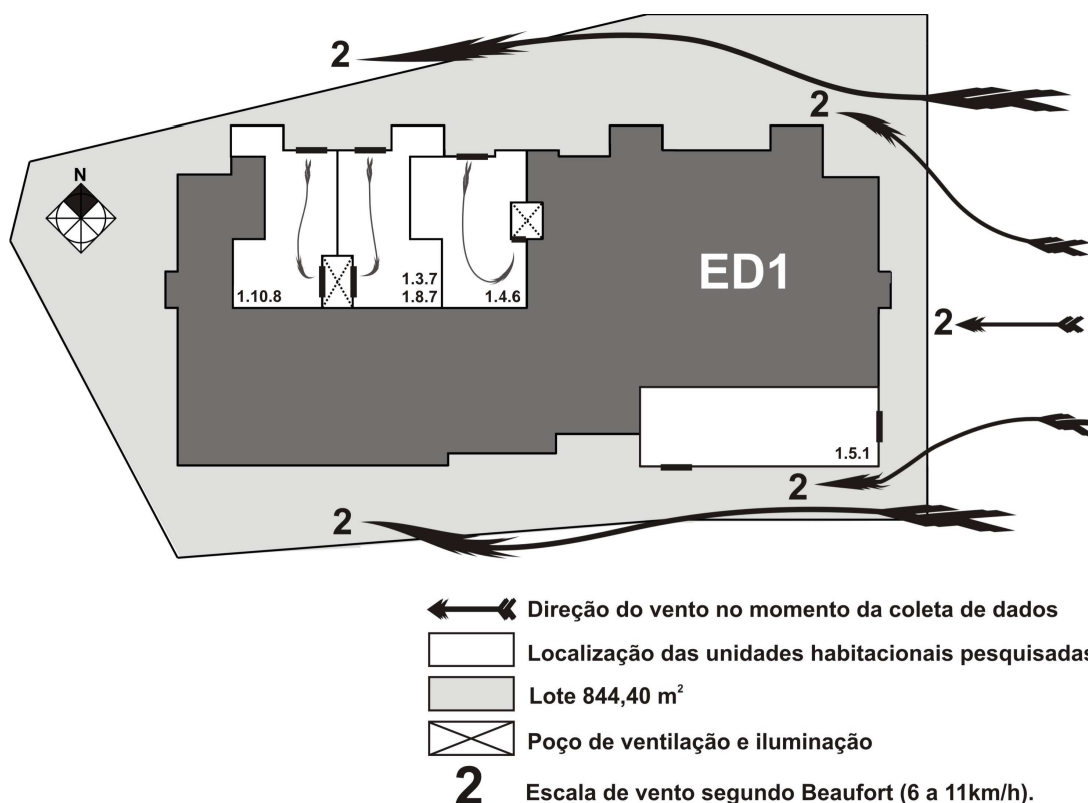 2
2
N
ED1
1.3.7
1.10.8
1.8.7
1.4.6
2
1.5.1
2
2
Direção do vento no momento da coleta de dados
Localização das unidades habitacionais pesquisadas
Lote 844,40 m²
Poço de ventilação e iluminação
2 Escala de vento segundo Beaufort (6 a 11km/h).